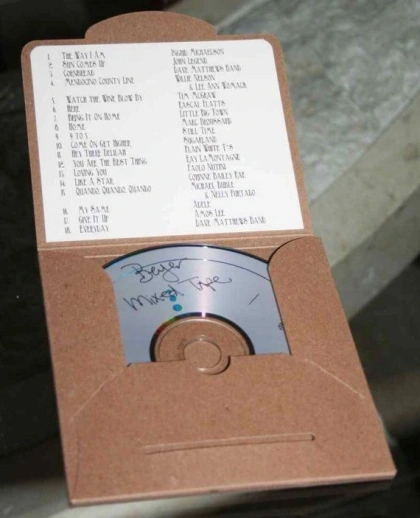 1 The Way I Am Ingrid Michaelson
2 Sun Comes Up John Legend
3 Cornbread Dave Matthews Band
4 Mendocino County Line Willie Nelson
& Lee Ann Womack
5 Watch the Wind Blow By Tim McGraw
6 Here Rascal Flatts
7 Bring It On Home Little Big Town
8 Home Marc Broussard
9 9 to 5 Still Time
10 Come On Get Higher Sugarland
11 Hey There Delilah Plain White T's
12 You Are The Best Thing Ray LaMontagne
13 Loving You Paolo Nutini
14 Like A Star Corinne Bailey Rae
15 Quando, Quando, Quando Michael Buble
& Nelly Furtado
16 My Same Adele
17 Give It Up Amos Lee
18 Everyday Dave Matthews Band
Beyer
Mixed Tape